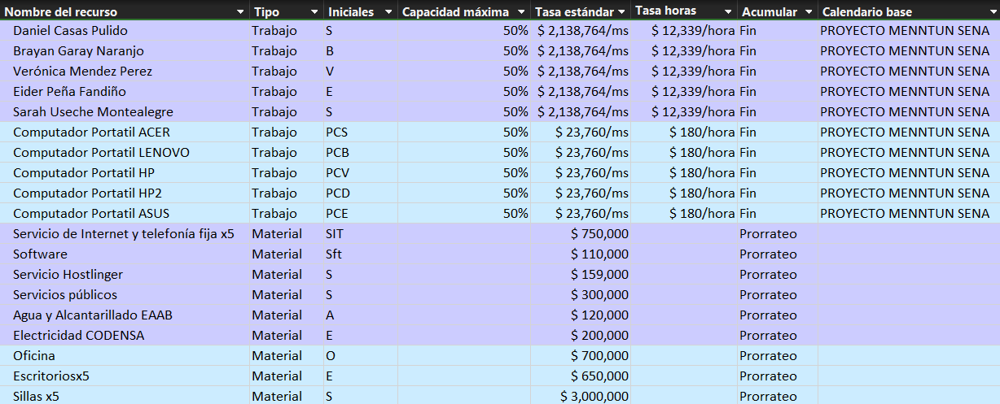 Nombre del recurso Tipo Iniciales Capacidad máxima Tasa estándar Tasa horas Acumular Calendario base
Daniel Casas Pulido Trabajo S 50% $ 2,138,764/ms $ 12,339/hora Fin PROYECTO MENNTUN SENA
Brayan Garay Naranjo Trabajo B 50% $ 2,138,764/ms $ 12,339/hora Fin PROYECTO MENNTUN SENA
Verónica Mendez Perez Trabajo V 50% $ 2,138,764/ms $ 12,339/hora Fin PROYECTO MENNTUN SENA
Eider Peña Fandiño Trabajo E 50% $ 2,138,764/ms $ 12,339/hora Fin PROYECTO MENNTUN SENA
Sarah Useche Montealegre Trabajo S 50% $ 2,138,764/ms $ 12,339/hora Fin PROYECTO MENNTUN SENA
Computador Portatil ACER Trabajo PCS 50% $ 23,760/ms $ 180/hora Fin PROYECTO MENNTUN SENA
Computador Portatil LENOVO Trabajo PCB 50% $ 23,760/ms $ 180/hora Fin PROYECTO MENNTUN SENA
Computador Portatil HP Trabajo PCV 50% $ 23,760/ms $ 180/hora Fin PROYECTO MENNTUN SENA
Computador Portatil HP2 Trabajo PCD 50% $ 23,760/ms $ 180/hora Fin PROYECTO MENNTUN SENA
Computador Portatil ASUS Trabajo PCE 50% $ 23,760/ms $ 180/hora Fin PROYECTO MENNTUN SENA
Servicio de Internet y telefonía fija x5 Material SIT $ 750,000 Prorrateo
Software Material Sft $ 110,000 Prorrateo
Servicio Hostlinger Material S $ 159,000 Prorrateo
Servicios públicos Material S $ 300,000 Prorrateo
Agua y Alcantarillado EAAB Material A $ 120,000 Prorrateo
Electricidad CODENSA Material E $ 200,000 Prorrateo
Oficina Material O $ 700,000 Prorrateo
Escritoriosx5 Material E $ 650,000 Prorrateo
Sillas x5 Material S $ 3,000,000 Prorrateo